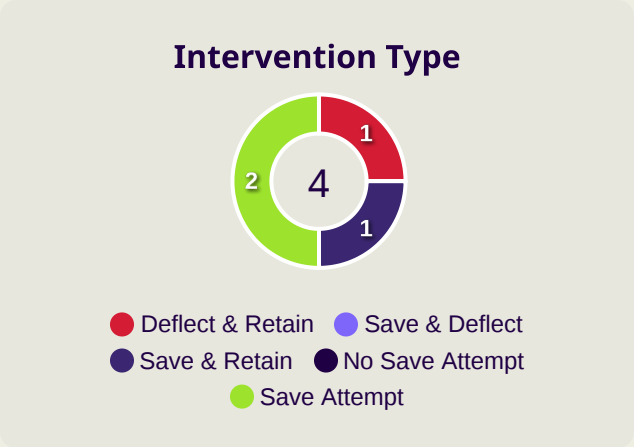 Intervention Type
1
2
4
1
Deflect & Retain
Save & Deflect
Save & Retain
No Save Attempt
Save Attempt